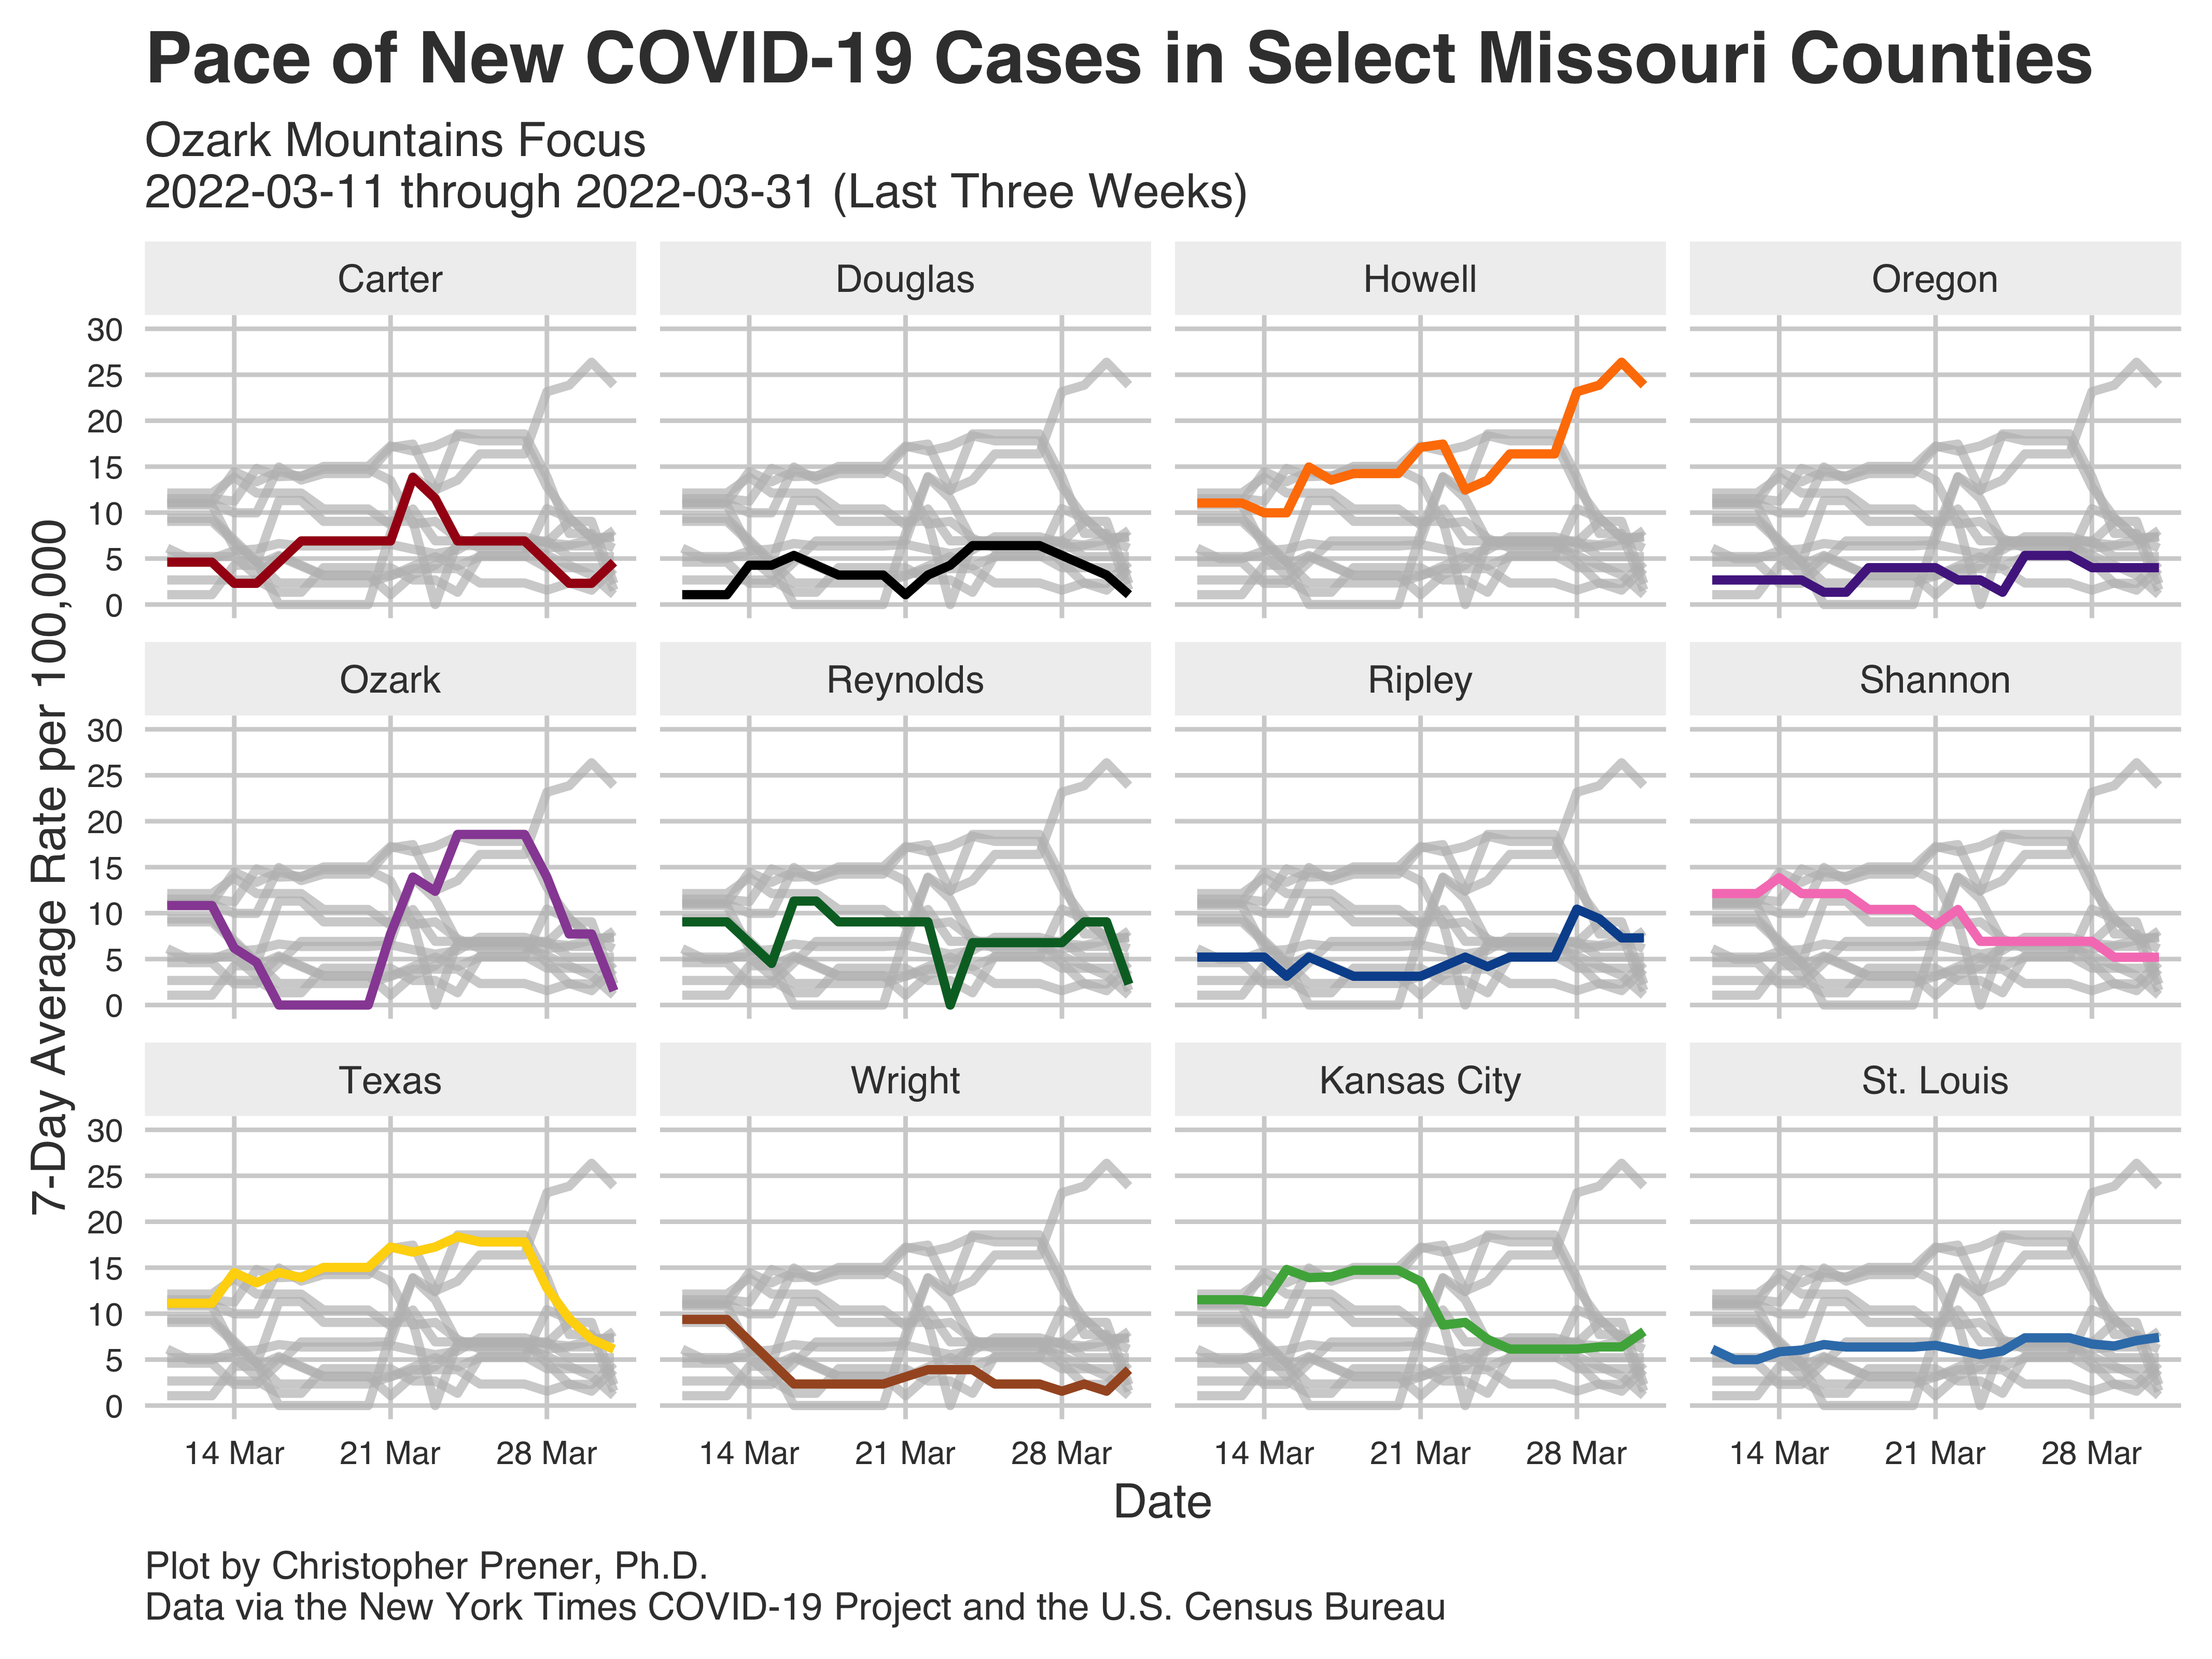 Pace of New COVID-19 Cases in Select Missouri Counties
Ozark Mountains Focus
2022-03-11 through 2022-03-31 (Last Three Weeks)
7-Day Average Rate per 100,000
Carter
Douglas
Howell
Oregon
30
25
20
15
10
5
0
Ozark
Reynolds
Ripley
Shannon
30
25
20
15
10
5
0
Texas
Wright
Kansas City
St. Louis
30
25
20
15
10
5
0
14 Mar
21 Mar
28 Mar
14 Mar
21 Mar
28 Mar
14 Mar
21 Mar
28 Mar
14 Mar
21 Mar
28 Mar
Date
Plot by Christopher Prener, Ph.D.
Data via the New York Times COVID-19 Project and the U.S. Census Bureau